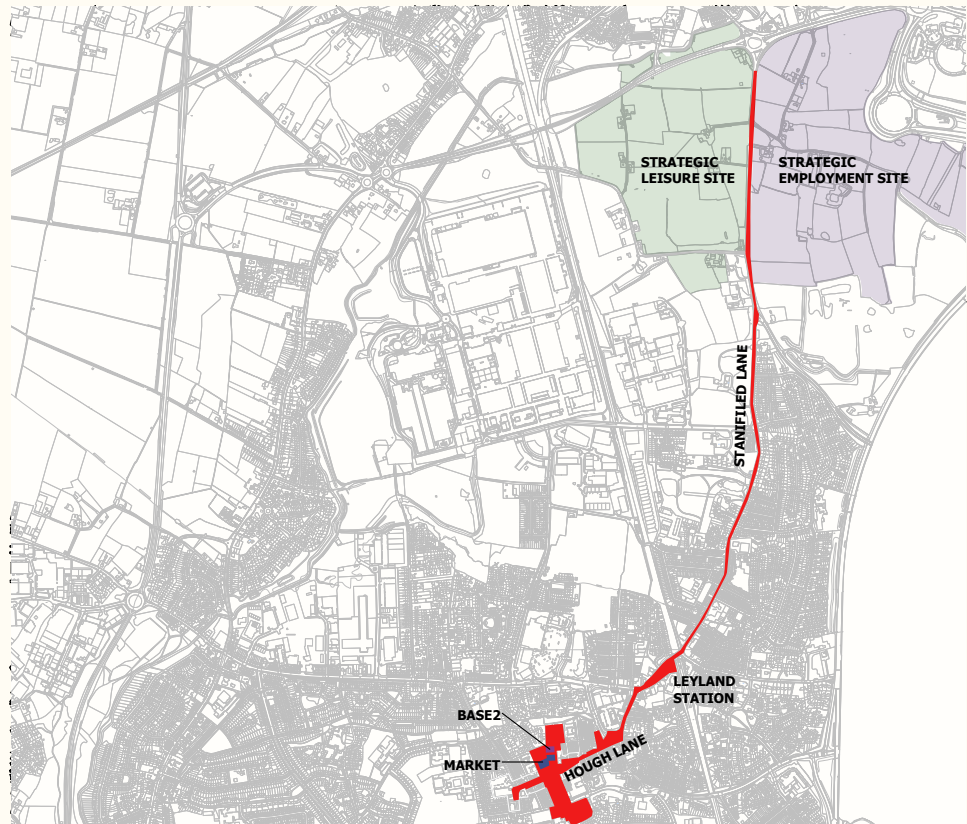 STRATEGIC
LEISURE SITE
STRATEGIC
EMPLOYMENT SITE
STANIFILED LANE
LEYLAND
STATION
BASE2
MARKET
HOUGH LANE